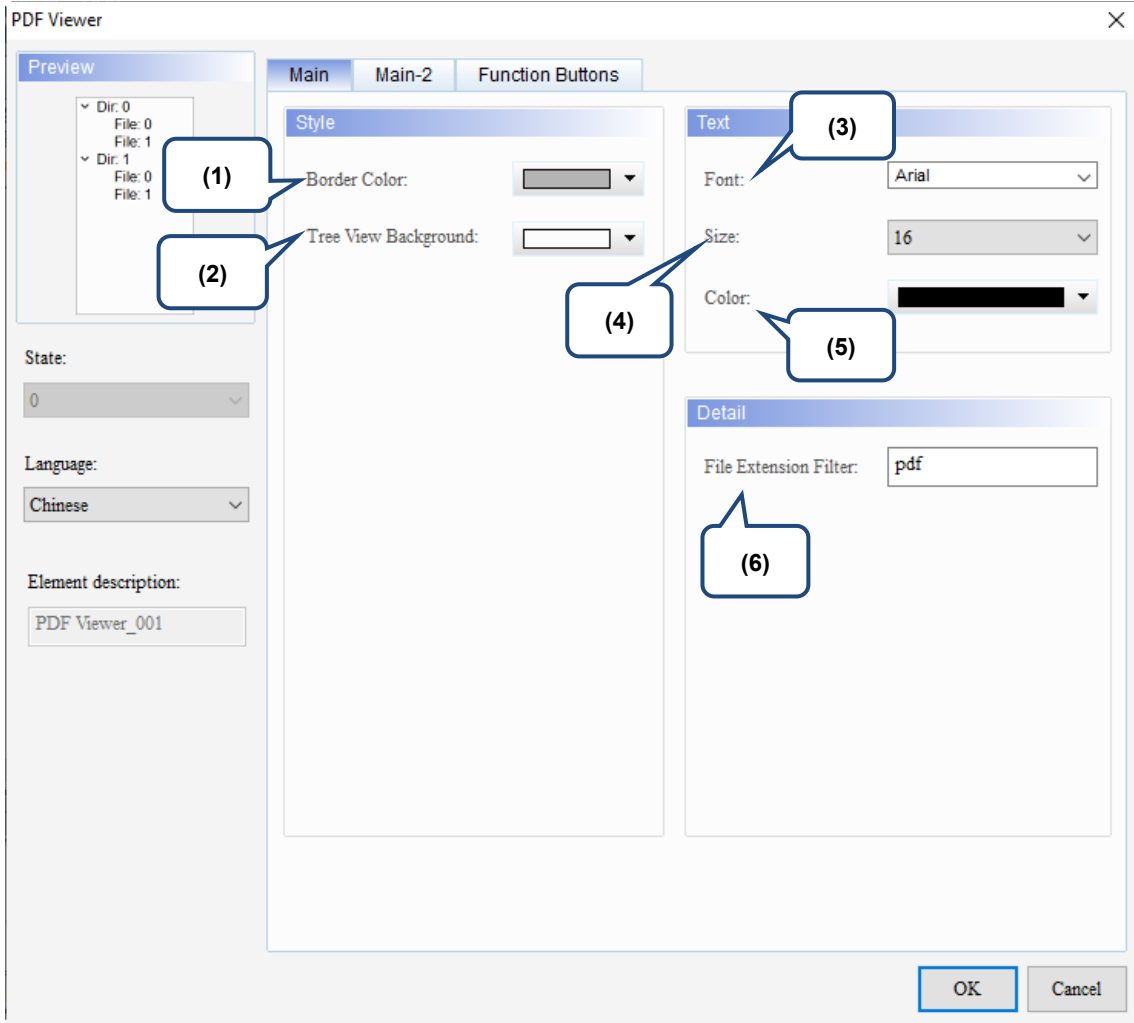 PDF Viewer
Preview
Dir: 0
File: 0
File: 1
Dir: 1
File: 0
File: 1
State:
0
Language:
Chinese
Element description:
PDF Viewer_001
Main Main-2 Function Buttons
Style
(1)
Border Color:
(2)
Tree View Background:
Text
(3)
Font: Arial
(4)
Size: 16
(5)
Color:
Detail
File Extension Filter: pdf
(6)
OK Cancel